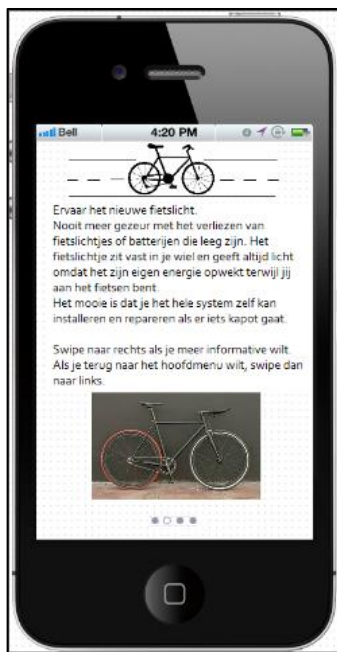 Bell 4:20 PM
Ervaar het nieuwe fietslicht.
Nooit meer gezeur met het verliezen van
fietslichtjes of batterijen die leeg zijn. Het
fietslichtje zit vast in je wiel en geeft altijd licht
omdat het zijn eigen energie opwekt terwijl jij
aan het fietsen bent.
Het mooie is dat je het hele system zelf kan
installeren en repareren als er iets kapot gaat.
Swipe naar rechts als je meer informative wilt.
Als je terug naar het hoofdmenu wilt, swipe dan
naar links.